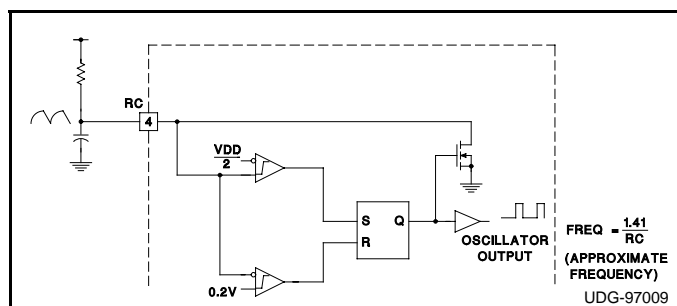 RC
4
VDD
2
0.2V
S
Q
R
OSCILLATOR
OUTPUT
FREQ = 1.41
RC
(APPROXIMATE
FREQUENCY)
UDG-97009